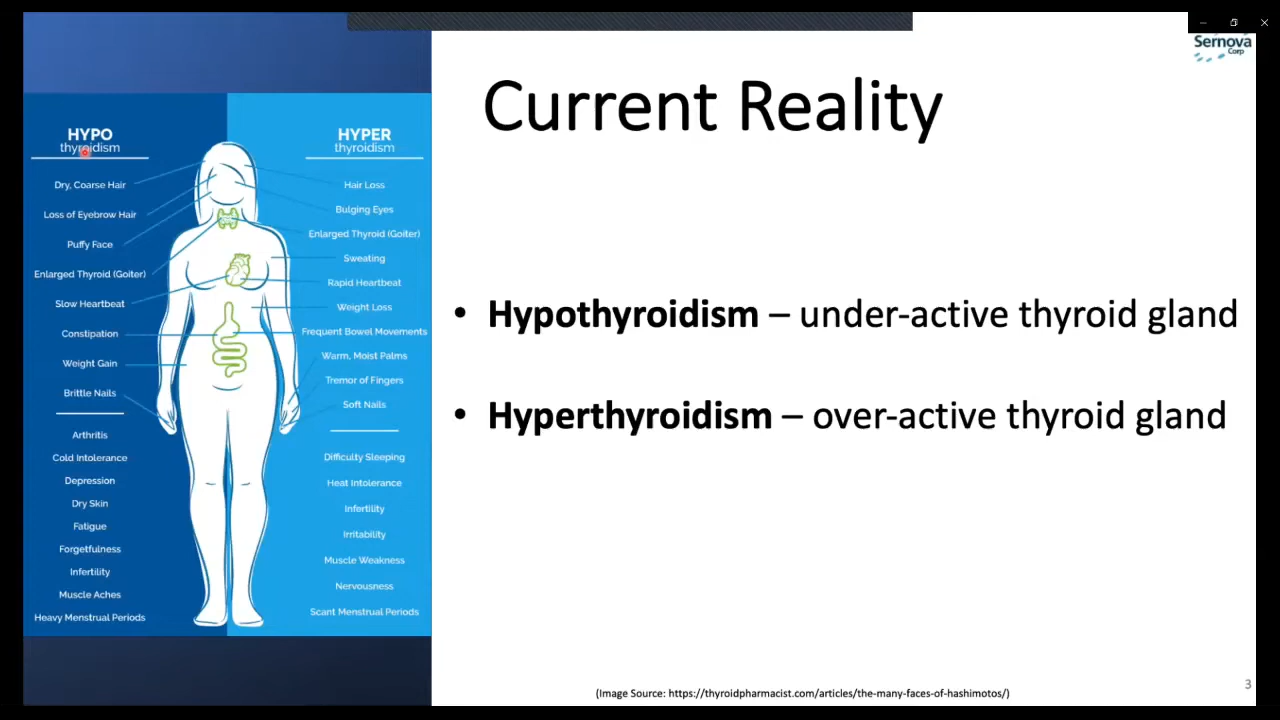 Sernova
Corp
Current Reality
HYPO
thyroidism
Dry, Coarse Hair
Loss of Eyebrow Hair
Puffy Face
Enlarged Thyroid (Goiter)
Slow Heartbeat
Constipation
Weight Gain
Brittle Nails
Arthritis
Cold Intolerance
Depression
Dry Skin
Fatigue
Forgetfulness
Infertility
Muscle Aches
Heavy Menstrual Periods
HYPER
thyroidism
Hair Loss
Bulging Eyes
Enlarged Thyroid (Goiter)
Sweating
Rapid Heartbeat
Weight Loss
Frequent Bowel Movements
Warm, Moist Palms
Tremor of Fingers
Soft Nails
Difficulty Sleeping
Heat Intolerance
Infertility
Irritability
Muscle Weakness
Nervousness
Scant Menstrual Periods
• Hypothyroidism – under-active thyroid gland
• Hyperthyroidism – over-active thyroid gland
(Image Source: https://thyroidpharmacist.com/articles/the-many-faces-of-hashimotos/)
3